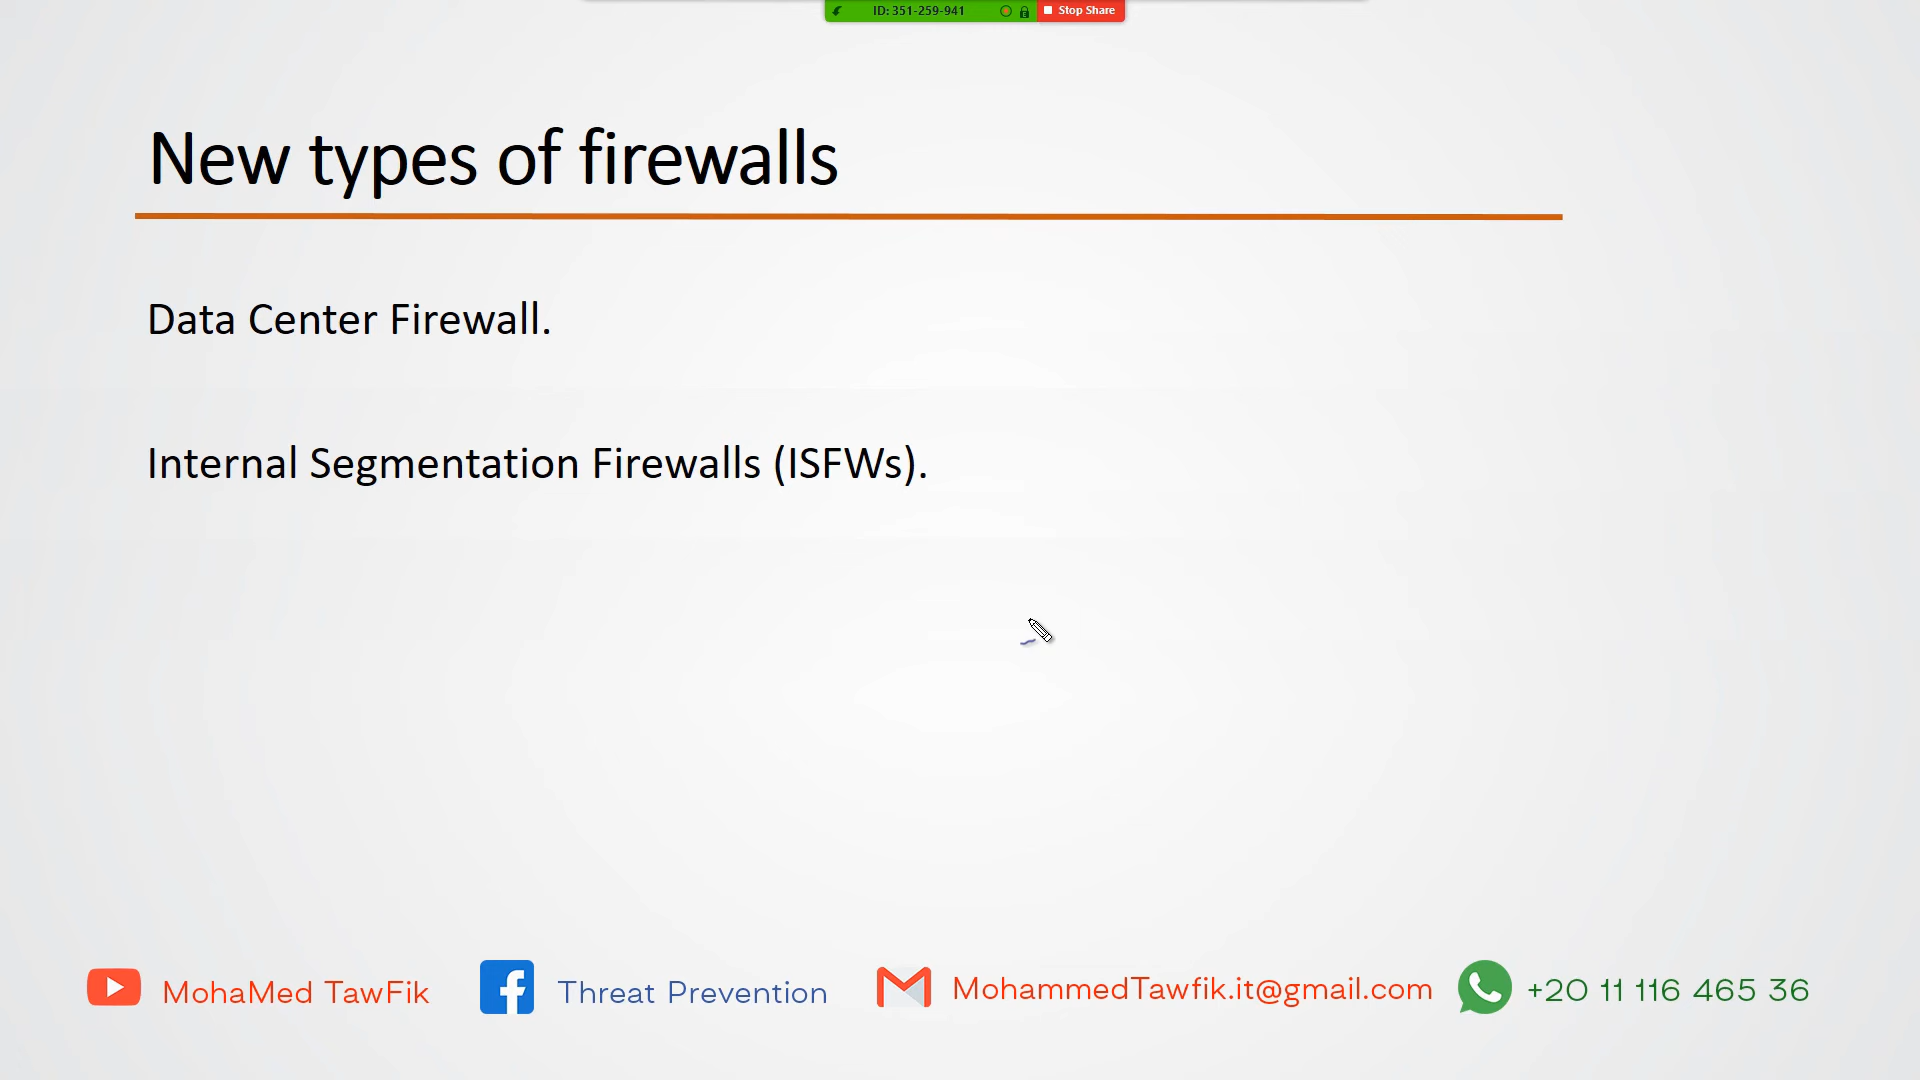 ID: 351-259-941 Stop Share
New types of firewalls
Data Center Firewall.
Internal Segmentation Firewalls (ISFWs).
MohaMed TawFik Threat Prevention MohammedTawfik.it@gmail.com +20 11 116 465 36